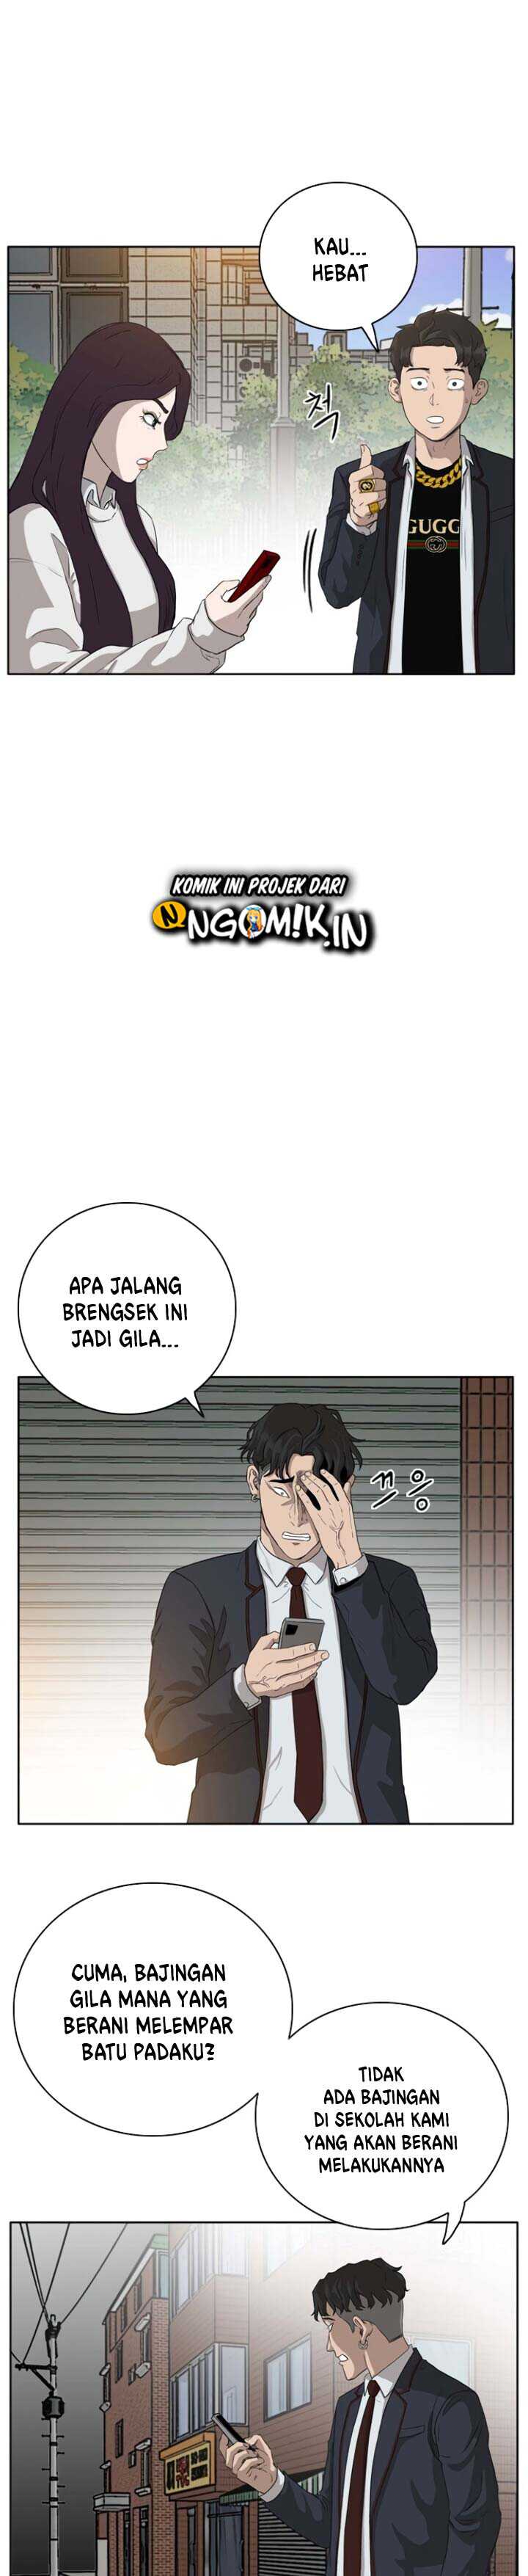 KAU...
HEBAT
척
GUGG
KOMIK INI PROJEK DARI
NGOMIK.IN
APA JALANG
BRENGSEK INI
JADI GILA...
끄응
CUMA, BAJINGAN
GILA MANA YANG
BERANI MELEMPAR
BATU PADAKU?
TIDAK
ADA BAJINGAN
DI SEKOLAH KAMI
YANG AKAN BERANI
MELAKUKANNYA